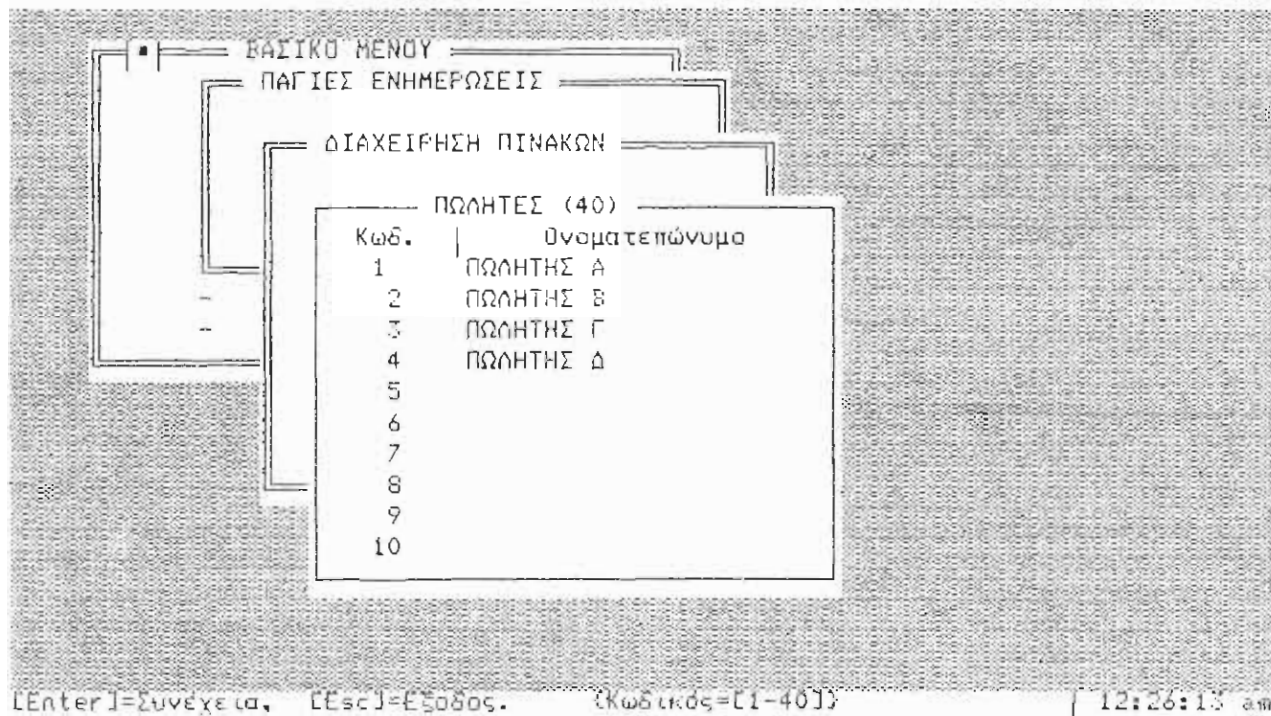 ΒΑΣΙΚΟ ΜΕΝΟΥ
ΠΑΓΙΕΣ ΕΝΗΜΕΡΩΣΕΙΣ
ΔΙΑΧΕΙΡΗΣΗ ΠΙΝΑΚΩΝ
ΠΩΛΗΤΕΣ (40)
Κωδ. | Ονοματεπώνυμο
1 ΠΩΛΗΤΗΣ Α
2 ΠΩΛΗΤΗΣ Β
3 ΠΩΛΗΤΗΣ Γ
4 ΠΩΛΗΤΗΣ Δ
5
6
7
8
9
10
[Enter]=Συνέχεια, [Esc]=Εξοδος. {Κωδικός=[1-40]} | 12:26:13 am